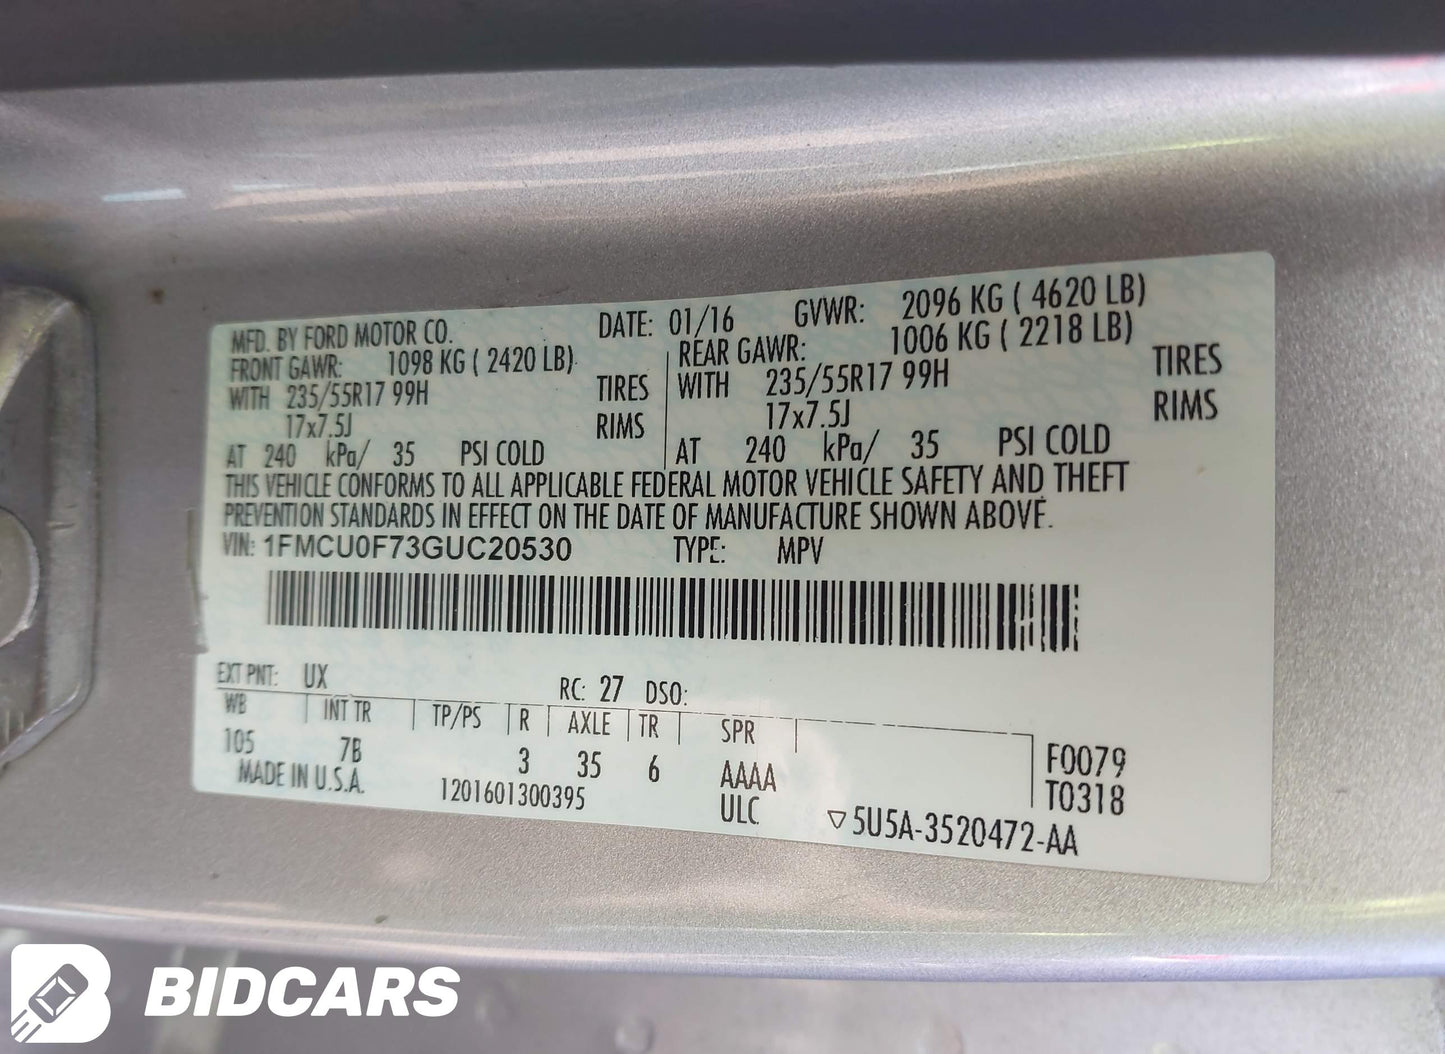 MFD. BY FORD MOTOR CO. DATE: 01/16 GVWR: 2096 KG ( 4620 LB)
FRONT GAWR: 1098 KG ( 2420 LB) REAR GAWR: 1006 KG ( 2218 LB)
WITH 235/55R17 99H TIRES WITH 235/55R17 99H TIRES
17x7.5J RIMS 17x7.5J RIMS
AT 240 kPa/ 35 PSI COLD AT 240 kPa/ 35 PSI COLD
THIS VEHICLE CONFORMS TO ALL APPLICABLE FEDERAL MOTOR VEHICLE SAFETY AND THEFT
PREVENTION STANDARDS IN EFFECT ON THE DATE OF MANUFACTURE SHOWN ABOVE.
VIN: 1FMCU0F73GUC20530 TYPE: MPV
EXT PNT: UX RC: 27 DSO:
WB INT TR TP/PS R AXLE TR SPR
105 7B 3 35 6 AAAA F0079
MADE IN U.S.A. 1201601300395 ULC T0318
▽5U5A-3520472-AA
BIDCARS